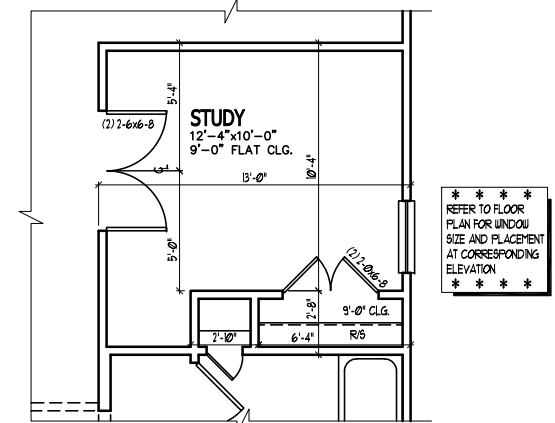 5'-4"
(2) 2-6x6-8
STUDY
12'-4"x10'-0"
9'-0" FLAT CLG.
10'-4"
CL
13'-0"
5'-0"
(2) 2-0x6-8
2'-8"
9'-0" CLG.
2'-10"
6'-4"
R/S
* * * *
REFER TO FLOOR
PLAN FOR WINDOW
SIZE AND PLACEMENT
AT CORRESPONDING
ELEVATION
* * * *